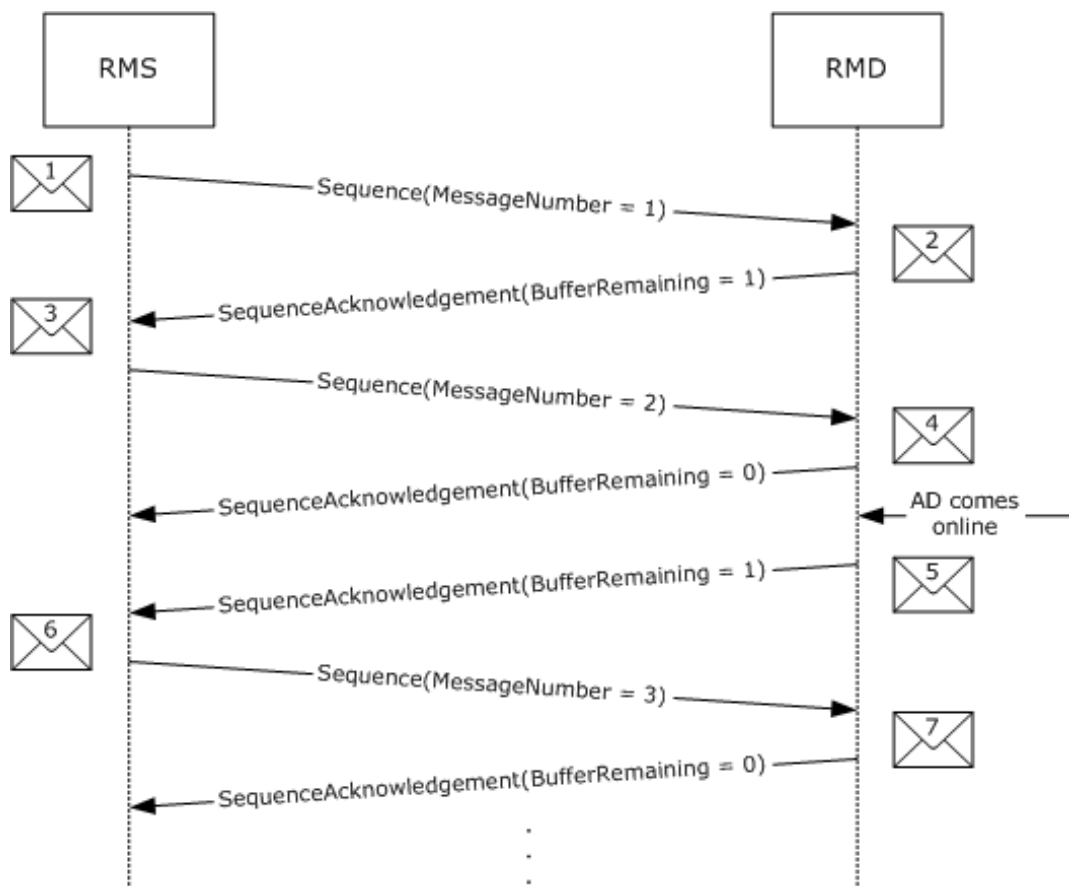 RMS
RMD
1
Sequence(MessageNumber = 1)
2
SequenceAcknowledgement(BufferRemaining = 1)
3
Sequence(MessageNumber = 2)
4
SequenceAcknowledgement(BufferRemaining = 0)
AD comes
online
SequenceAcknowledgement(BufferRemaining = 1)
5
6
Sequence(MessageNumber = 3)
7
SequenceAcknowledgement(BufferRemaining = 0)